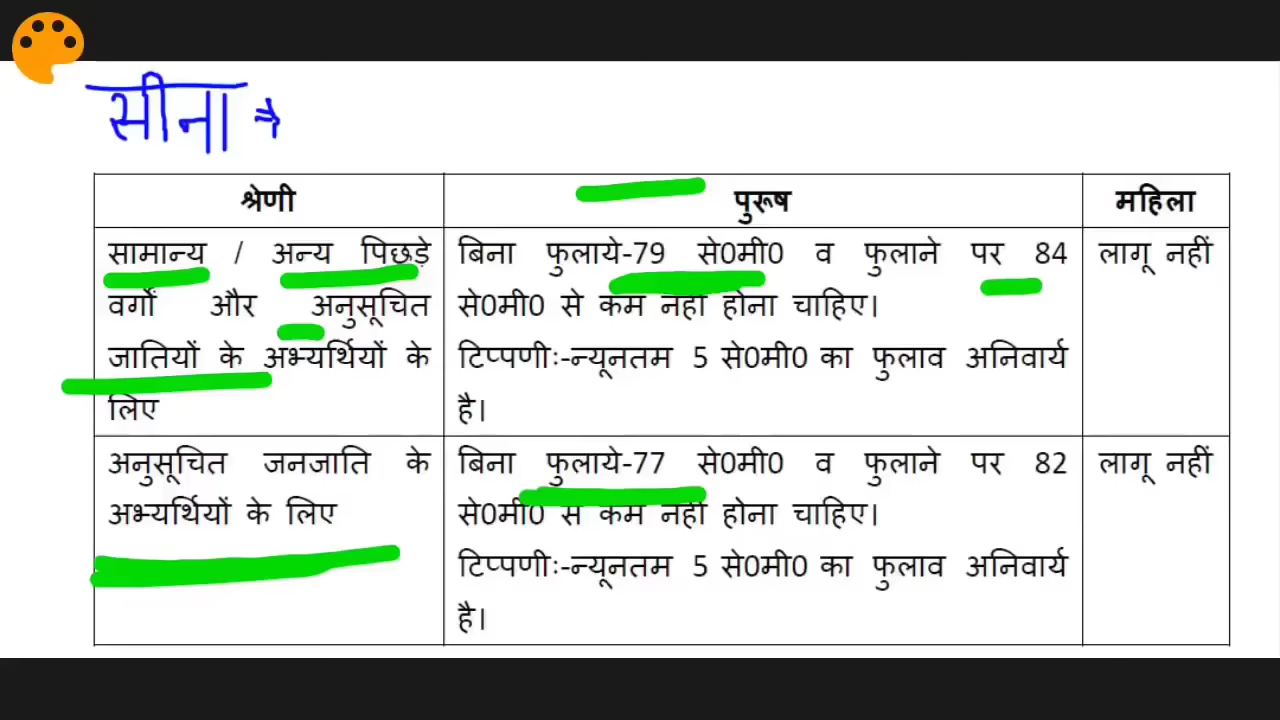 सीना ⇒
श्रेणी
पुरूष
महिला
सामान्य / अन्य पिछड़े
वर्गों और अनुसूचित
जातियों के अभ्यर्थियों के
लिए
बिना फुलाये-79 से0मी0 व फुलाने पर 84
से0मी0 से कम नहीं होना चाहिए।
टिप्पणीः-न्यूनतम 5 से0मी0 का फुलाव अनिवार्य
है।
लागू नहीं
अनुसूचित जनजाति के
अभ्यर्थियों के लिए
बिना फुलाये-77 से0मी0 व फुलाने पर 82
से0मी0 से कम नहीं होना चाहिए।
टिप्पणीः-न्यूनतम 5 से0मी0 का फुलाव अनिवार्य
है।
लागू नहीं